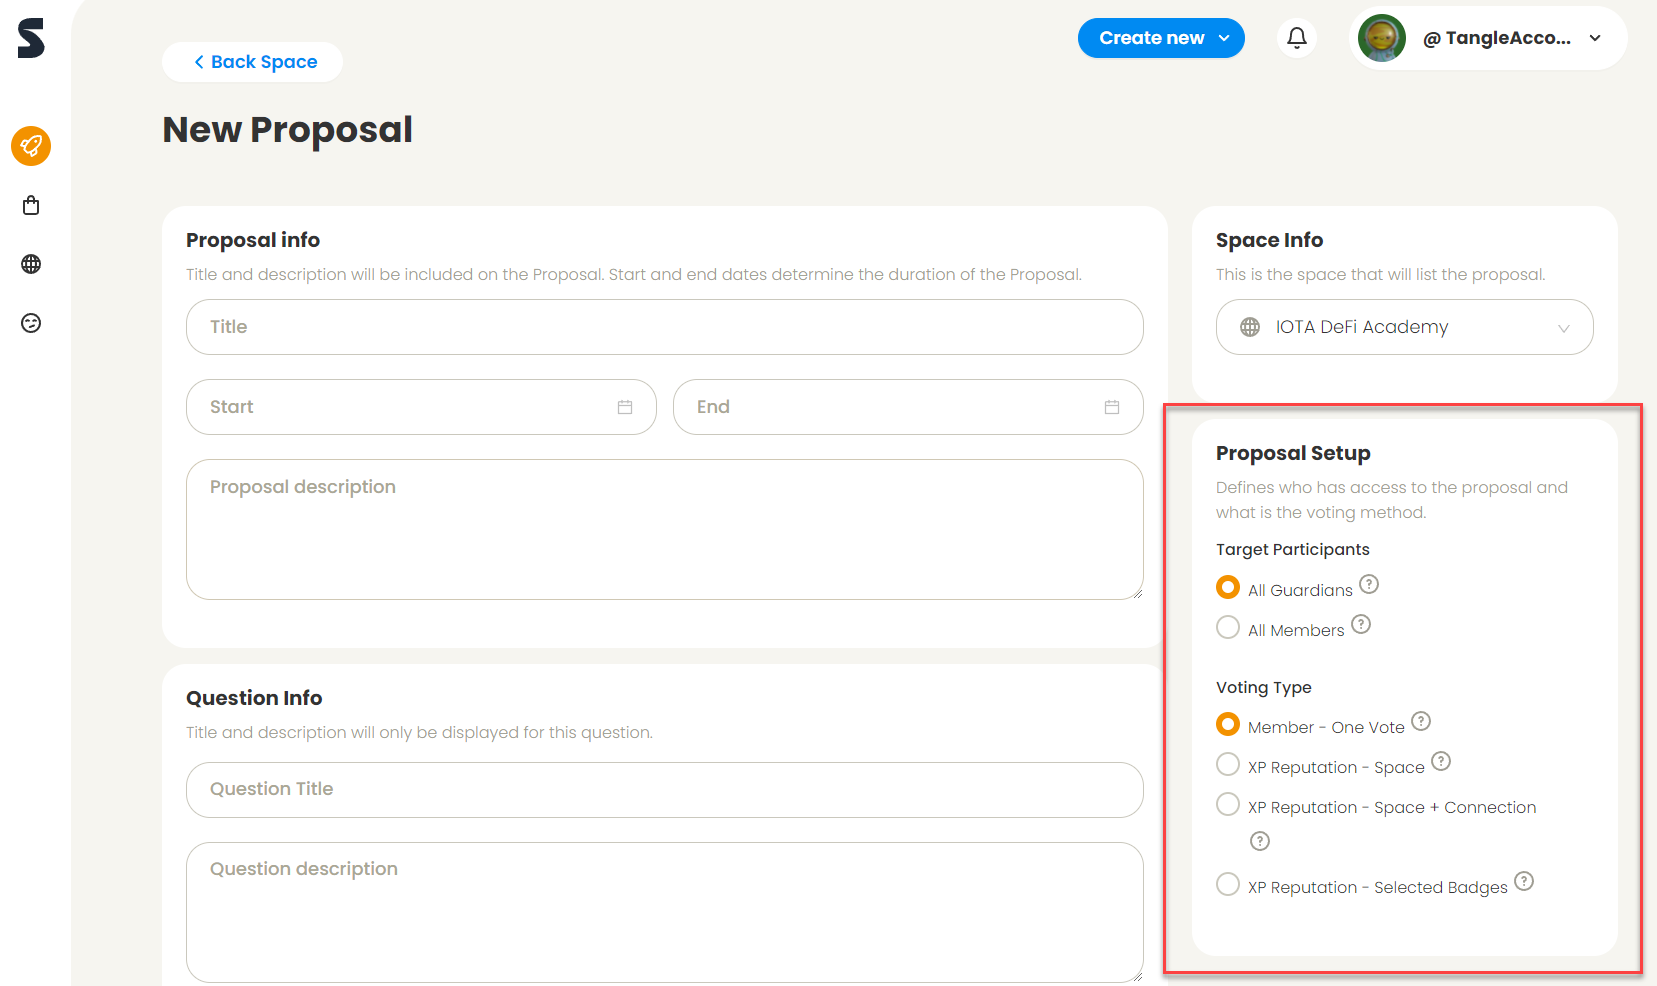 Create new
@ TangleAcco...
Back Space
New Proposal
Proposal info
Title and description will be included on the Proposal. Start and end dates determine the duration of the Proposal.
Title
Start
End
Proposal description
Question Info
Title and description will only be displayed for this question.
Question Title
Question description
Space Info
This is the space that will list the proposal.
IOTA DeFi Academy
Proposal Setup
Defines who has access to the proposal and
what is the voting method.
Target Participants
All Guardians ?
All Members ?
Voting Type
Member - One Vote ?
XP Reputation - Space ?
XP Reputation - Space + Connection
?
XP Reputation - Selected Badges ?